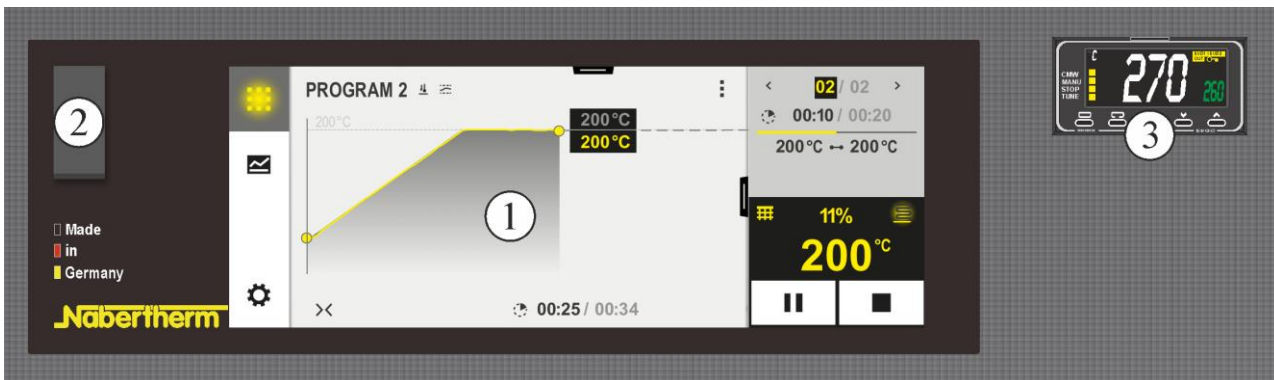 PROGRAM 2
200°C
200°C
200°C
02 / 02
00:10 / 00:20
200°C ↔ 200°C
11%
200°C
00:25 / 00:34
1
2
Made
in
Germany
Nabertherm
C
270
260
CMW
MANU
STOP
TUNE
3